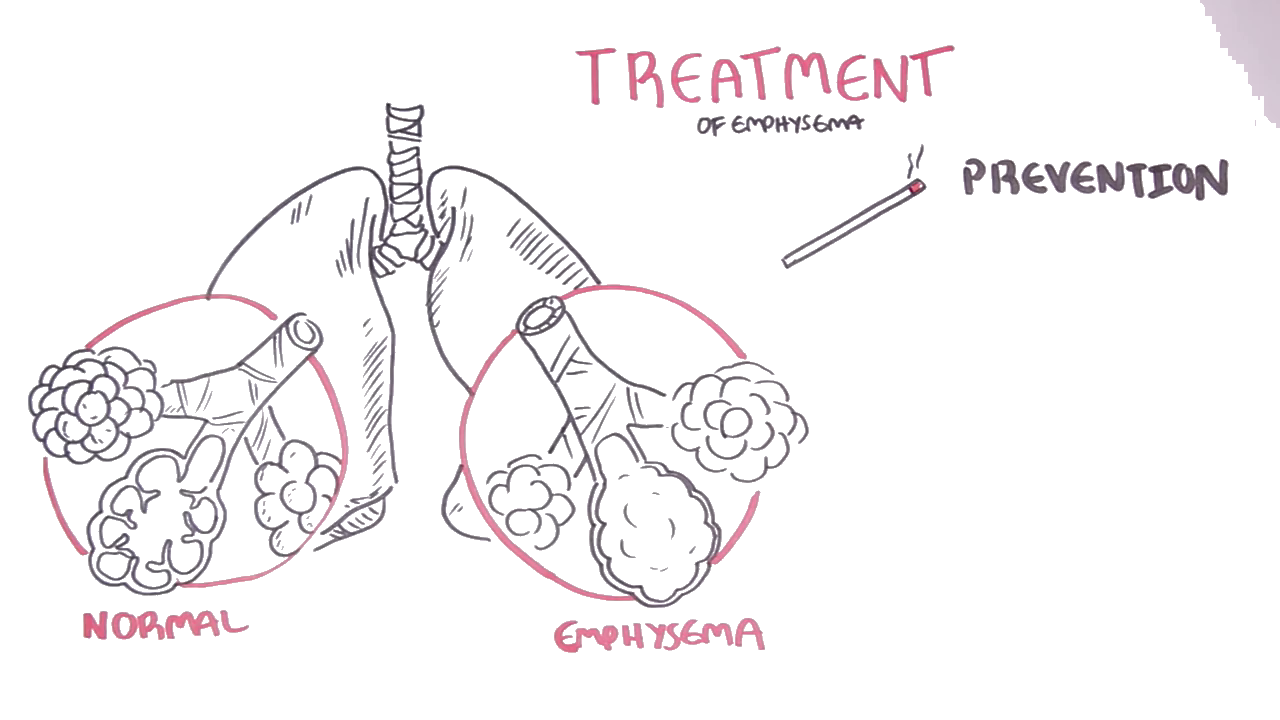 TREATMENT
OF EMPHYSEMA
PREVENTION
NORMAL
EMPHYSEMA